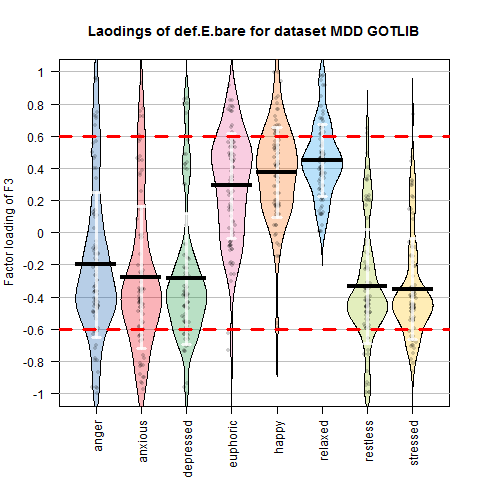 Laodings of def.E.bare for dataset MDD GOTLIB
Factor loading of F3
1
0.8
0.6
0.4
0.2
0
-0.2
-0.4
-0.6
-0.8
-1
anger
anxious
depressed
euphoric
happy
relaxed
restless
stressed